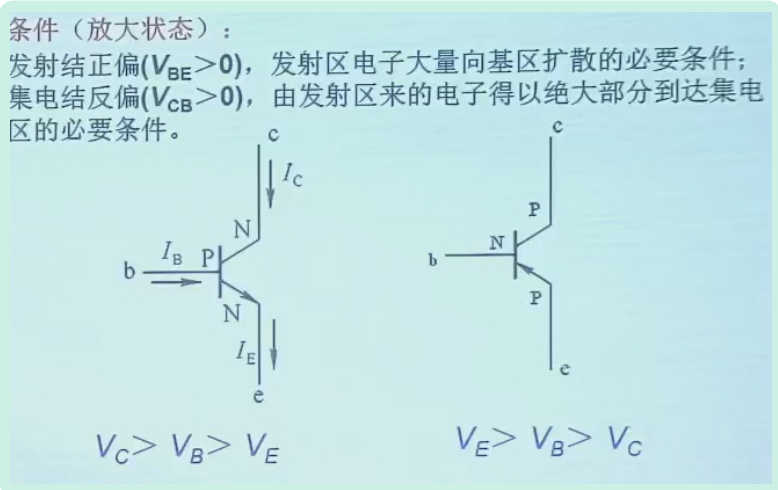 条件（放大状态）：
发射结正偏(VBE＞0)，发射区电子大量向基区扩散的必要条件；
集电结反偏(VCB＞0)，由发射区来的电子得以绝大部分到达集电
区的必要条件。
c
IC
N
b
IB
P
N
IE
e
c
P
N
b
P
e
VC> VB> VE
VE> VB> VC